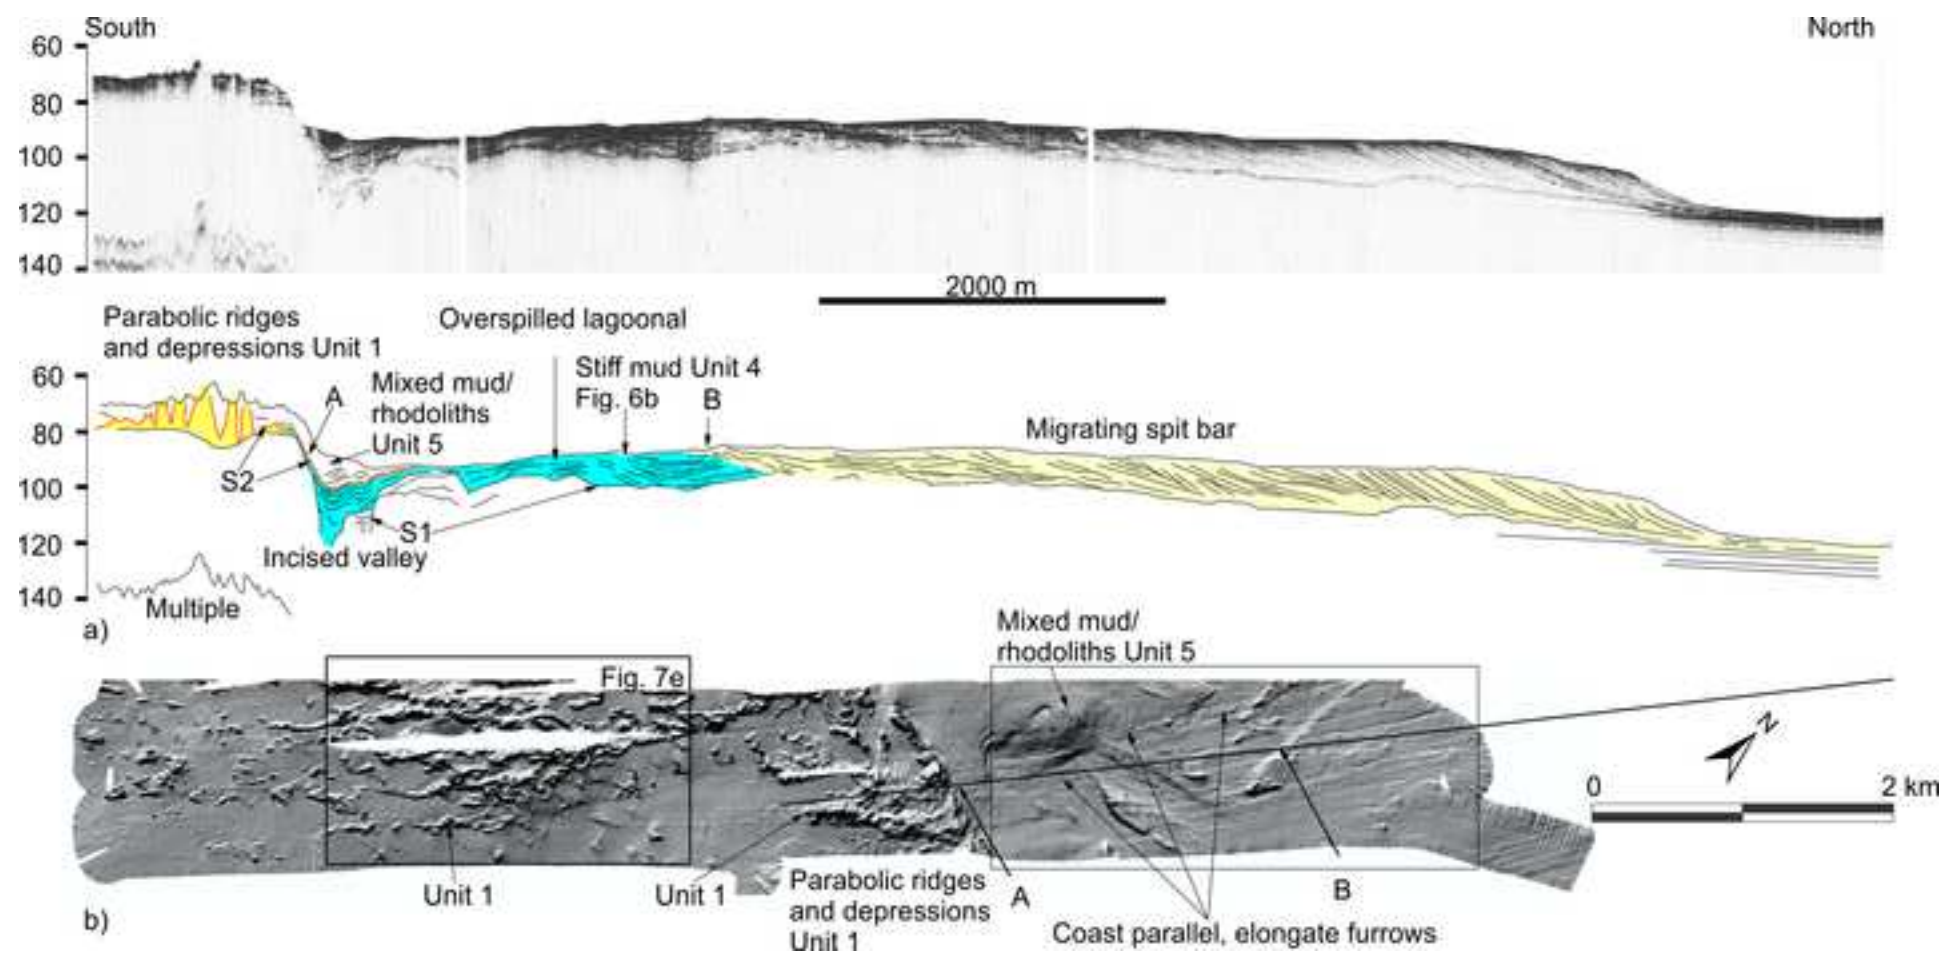 South
North
60
80
100
120
140
2000 m
Parabolic ridges
and depressions Unit 1
Overspilled lagoonal
Stiff mud Unit 4
Fig. 6b
B
A
Mixed mud/
rhodoliths
Unit 5
Migrating spit bar
60
80
100
120
140
S2
S1
Incised valley
Multiple
a)
Mixed mud/
rhodoliths Unit 5
Fig. 7e
N
0
2 km
Unit 1
Unit 1
Parabolic ridges
and depressions
Unit 1
A
B
Coast parallel, elongate furrows
b)